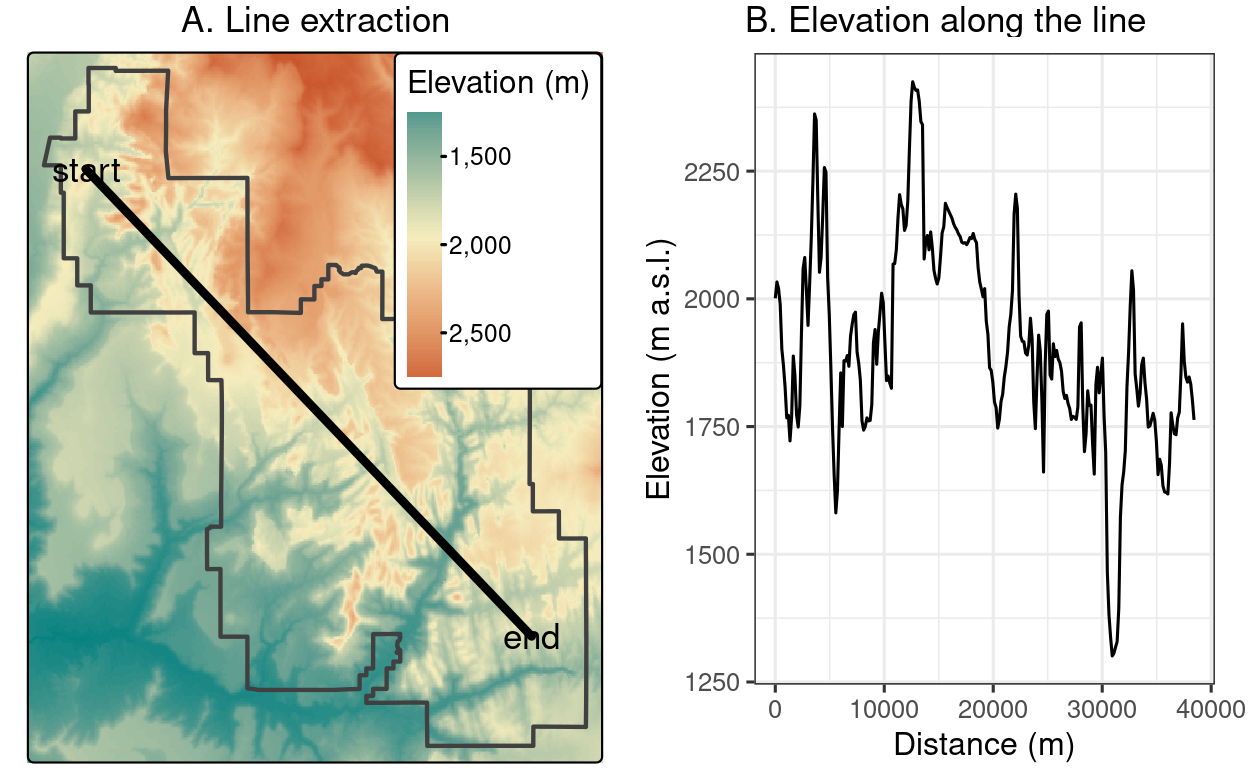 A. Line extraction
Elevation (m)
1,500
2,000
2,500
start
end
B. Elevation along the line
Elevation (m a.s.l.)
2250
2000
1750
1500
1250
0 10000 20000 30000 40000
Distance (m)